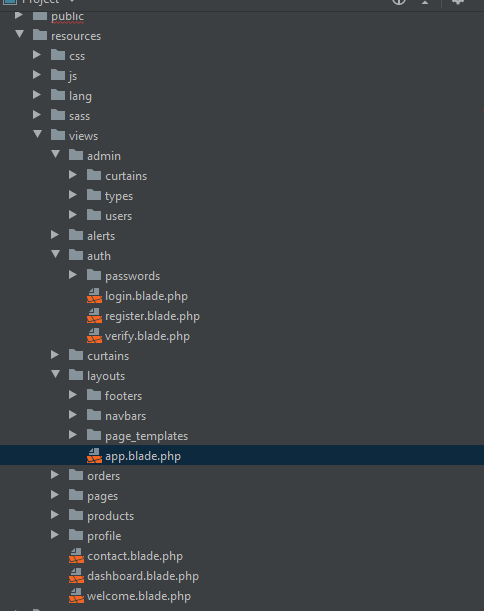 Project
public
resources
css
js
lang
sass
views
admin
curtains
types
users
alerts
auth
passwords
login.blade.php
register.blade.php
verify.blade.php
curtains
layouts
footers
navbars
page_templates
app.blade.php
orders
pages
products
profile
contact.blade.php
dashboard.blade.php
welcome.blade.php